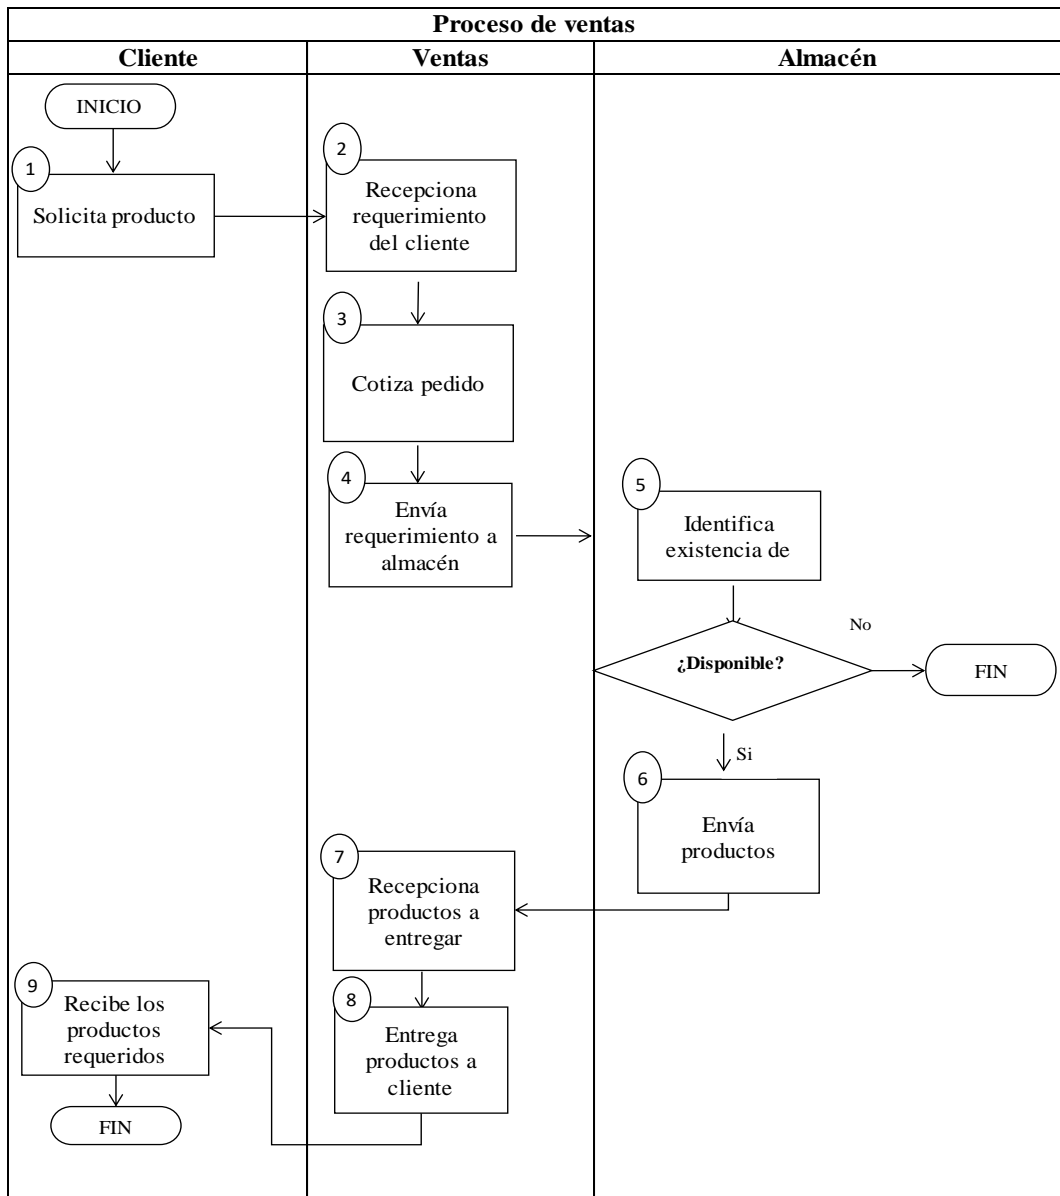 Proceso de ventas
Cliente
Ventas
Almacén
INICIO
1
Solicita producto
2
Recepciona
requerimiento
del cliente
3
Cotiza pedido
4
Envía
requerimiento a
almacén
5
Identifica
existencia de
¿Disponible?
No
FIN
Si
6
Envía
productos
7
Recepciona
productos a
entregar
8
Entrega
productos a
cliente
9
Recibe los
productos
requeridos
FIN